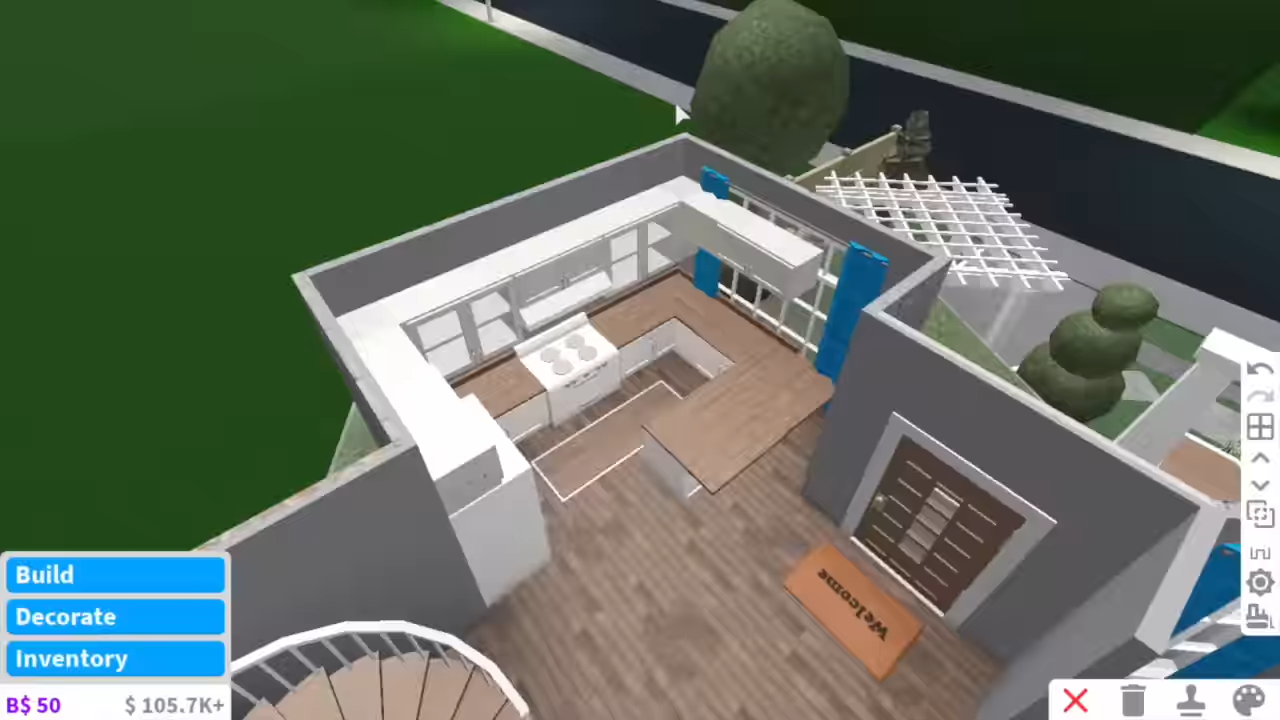 Welcome
Build
Decorate
Inventory
B$ 50 $ 105.7K+